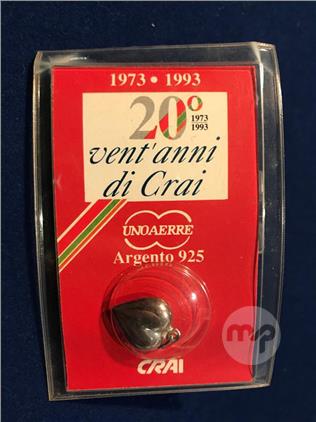 1973 • 1993
20°
1973
1993
vent'anni
di Crai
UNOAERRE
Argento 925
CRAI